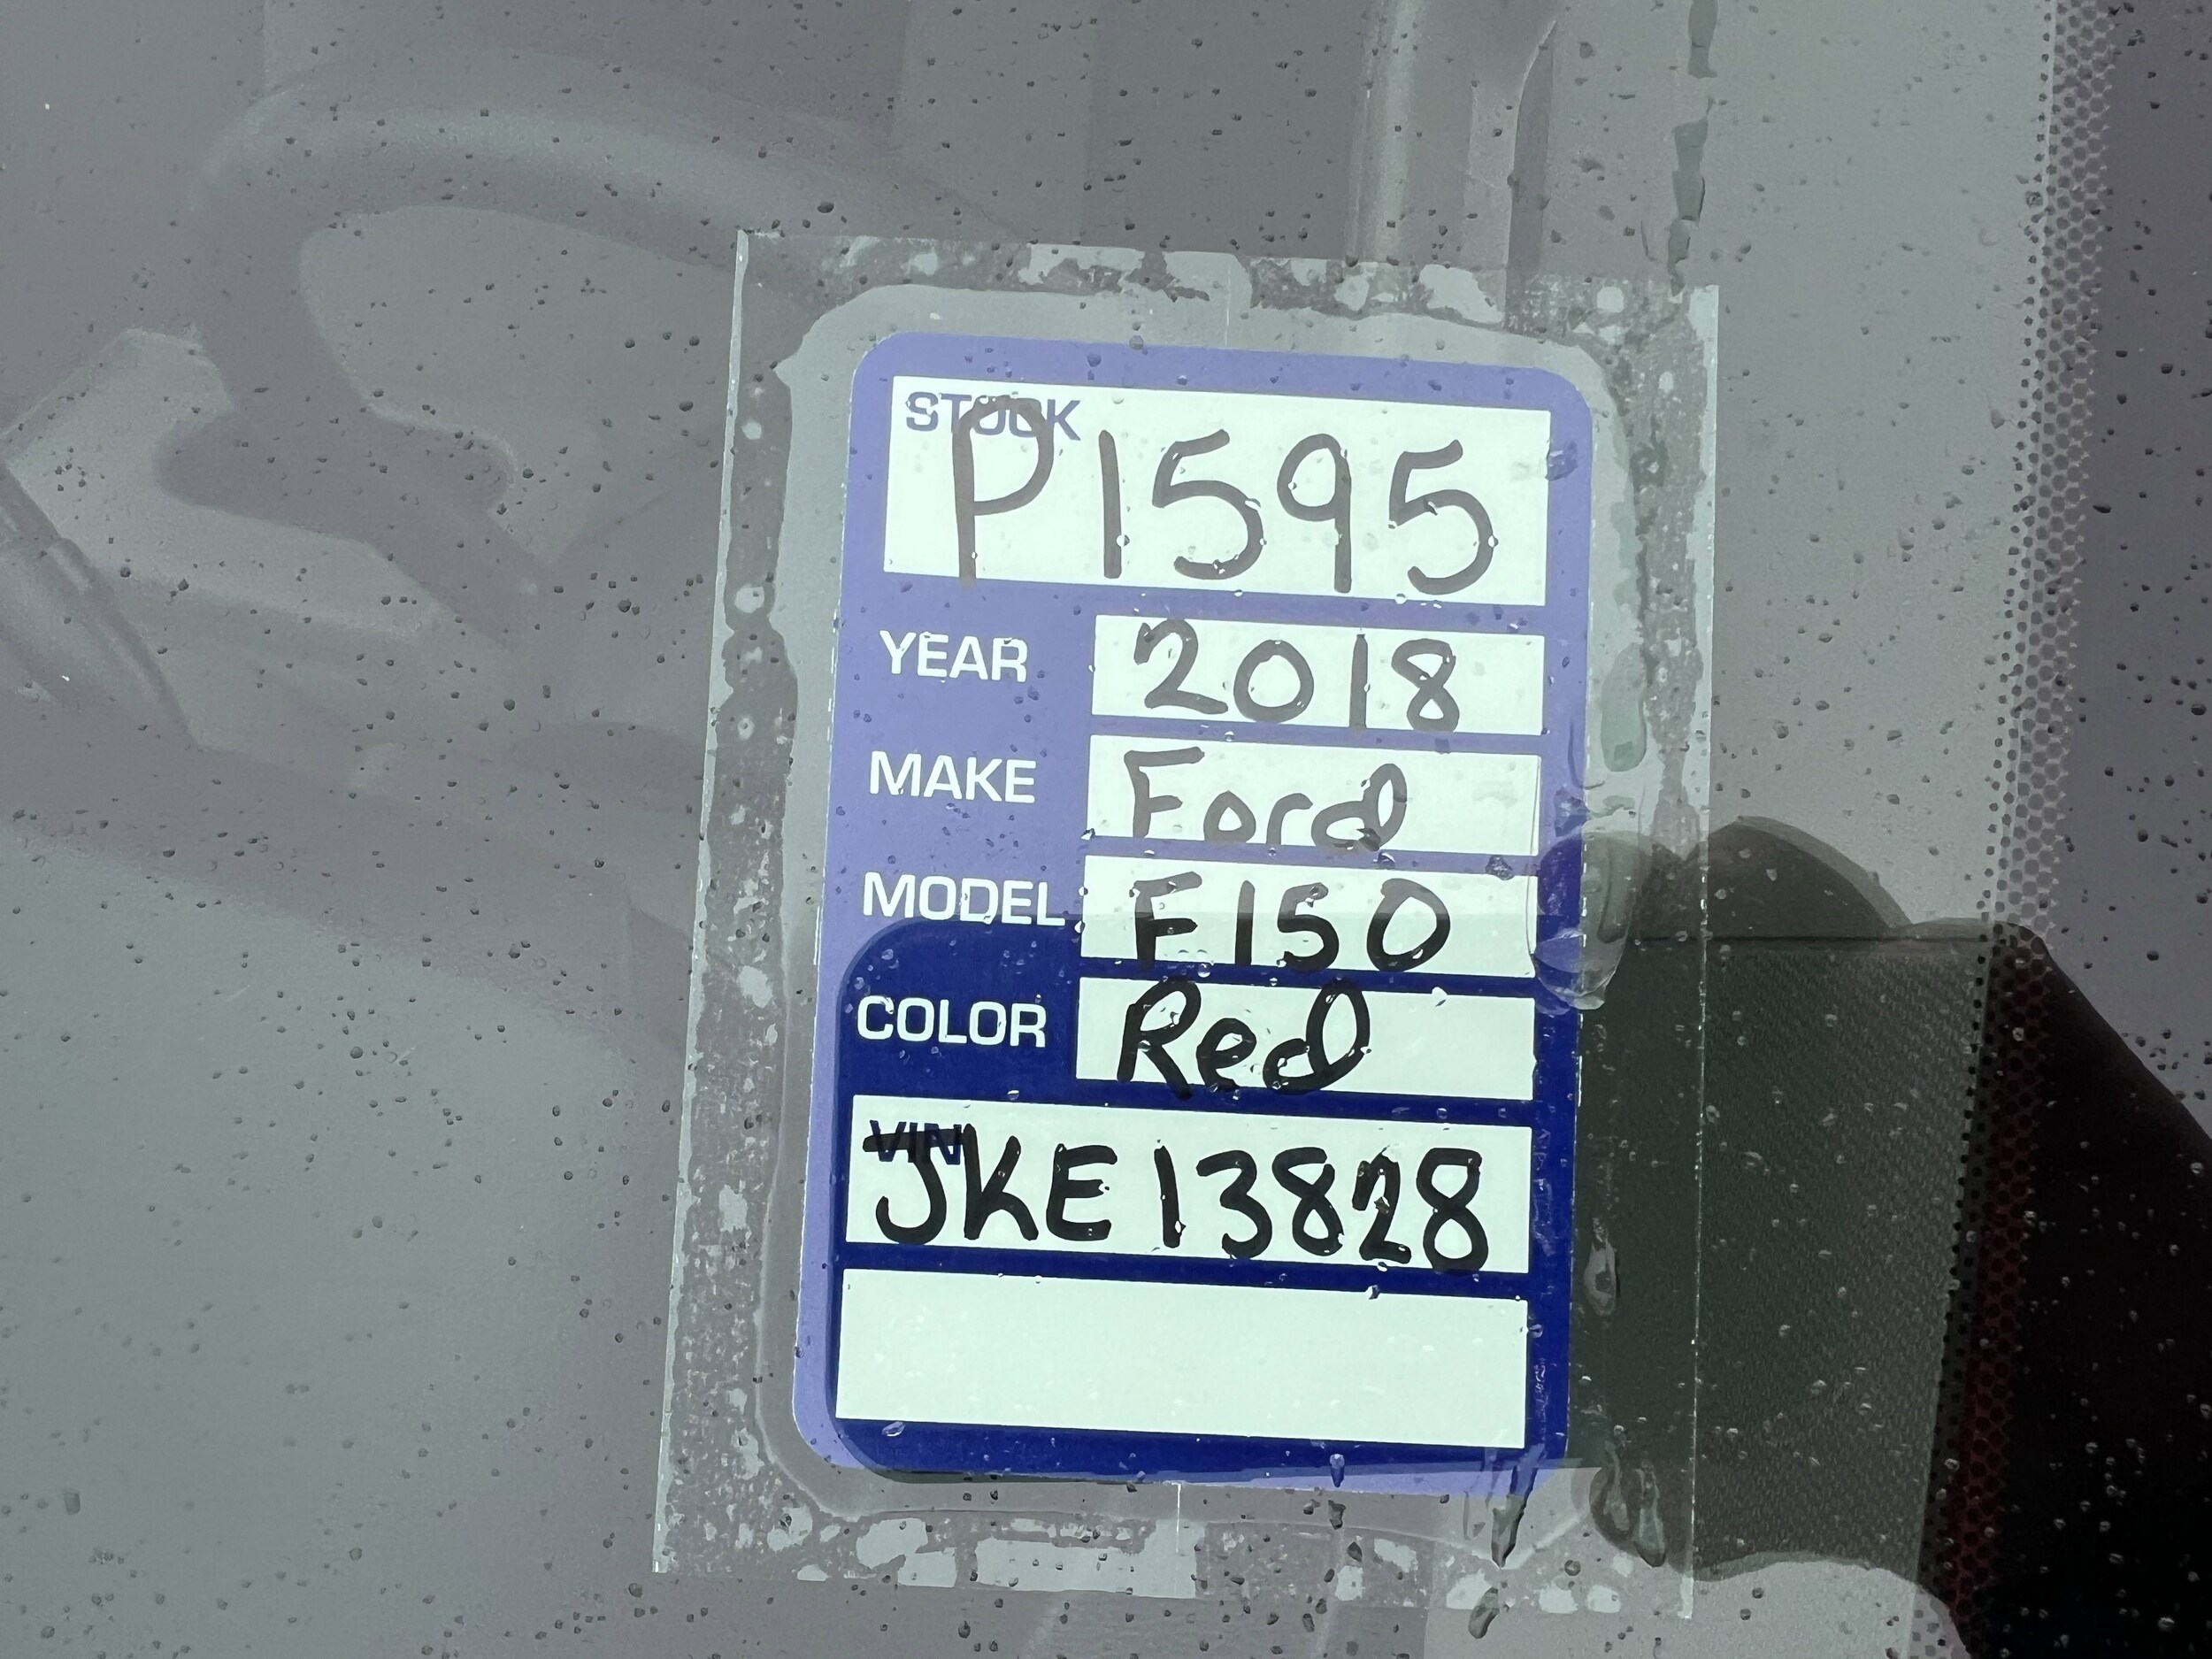 STOCK
P1595
YEAR 2018
MAKE Ford
MODEL F150
COLOR Red
VIN
JKE13828